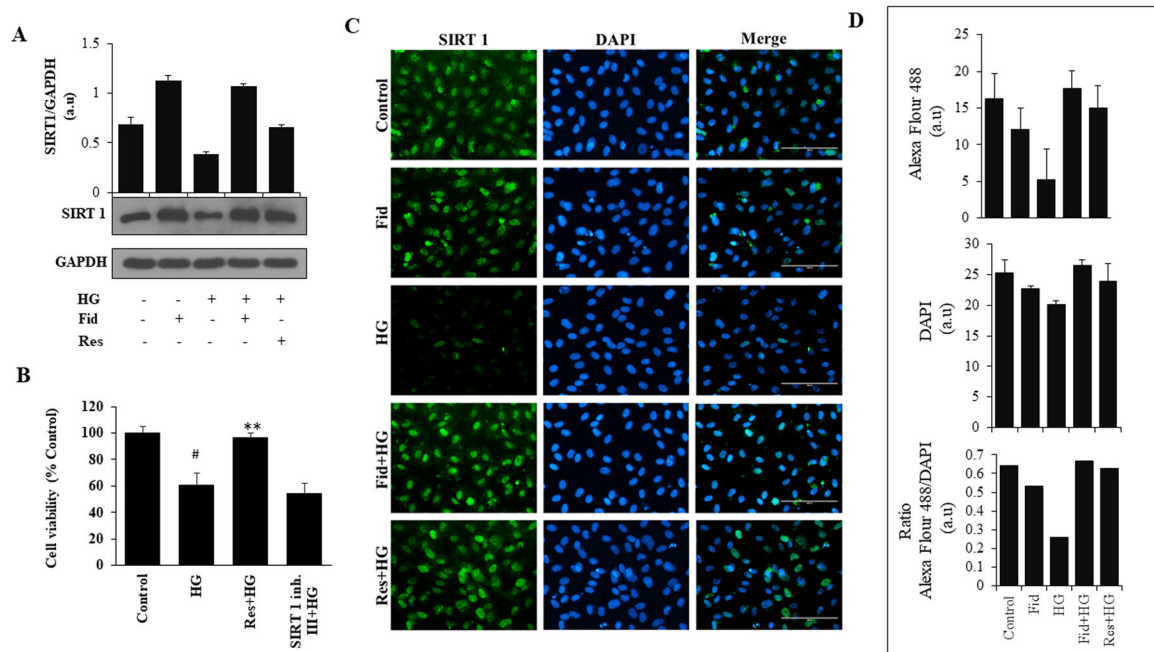 A
SIRT1/GAPDH
(a.u)
1.5
1
0.5
0
SIRT 1
GAPDH
HG - - + + +
Fid - + - + -
Res - - - - +
B
Cell viability (% Control)
120
100
80
60
40
20
0
#
**
Control
HG
Res+HG
SIRT 1 inh.
III+HG
C
SIRT 1 DAPI Merge
Control
Fid
HG
Fid+HG
Res+HG
D
Alexa Flour 488
(a.u)
25
20
15
10
5
0
DAPI
(a.u)
30
25
20
15
10
5
0
Ratio
Alexa Flour 488/DAPI
(a.u)
0.7
0.6
0.5
0.4
0.3
0.2
0.1
0
Control
Fid
HG
Fid+HG
Res+HG